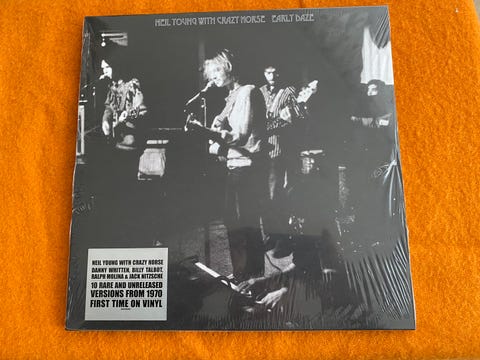 NEIL YOUNG WITH CRAZY HORSE EARLY DAZE
NEIL YOUNG WITH CRAZY HORSE
DANNY WHITTEN, BILLY TALBOT,
RALPH MOLINA & JACK NITZSCHE
10 RARE AND UNRELEASED
VERSIONS FROM 1970
FIRST TIME ON VINYL